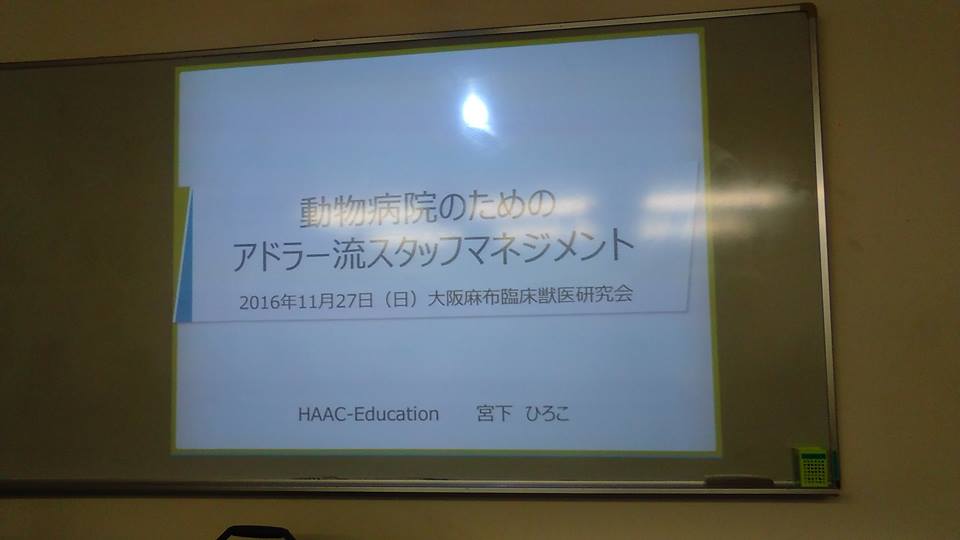 動物病院のための
アドラー流スタッフマネジメント
2016年11月27日（日）大阪麻布臨床獣医研究会
HAAC-Education 宮下 ひろこ